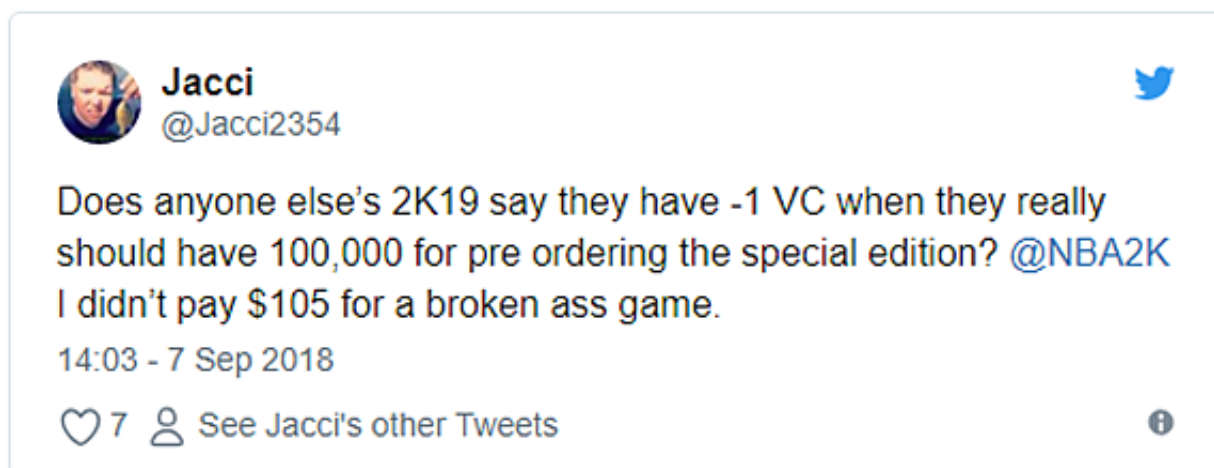 Jacci
@Jacci2354
Does anyone else’s 2K19 say they have -1 VC when they really
should have 100,000 for pre ordering the special edition? @NBA2K
I didn’t pay $105 for a broken ass game.
14:03 - 7 Sep 2018
7 See Jacci's other Tweets